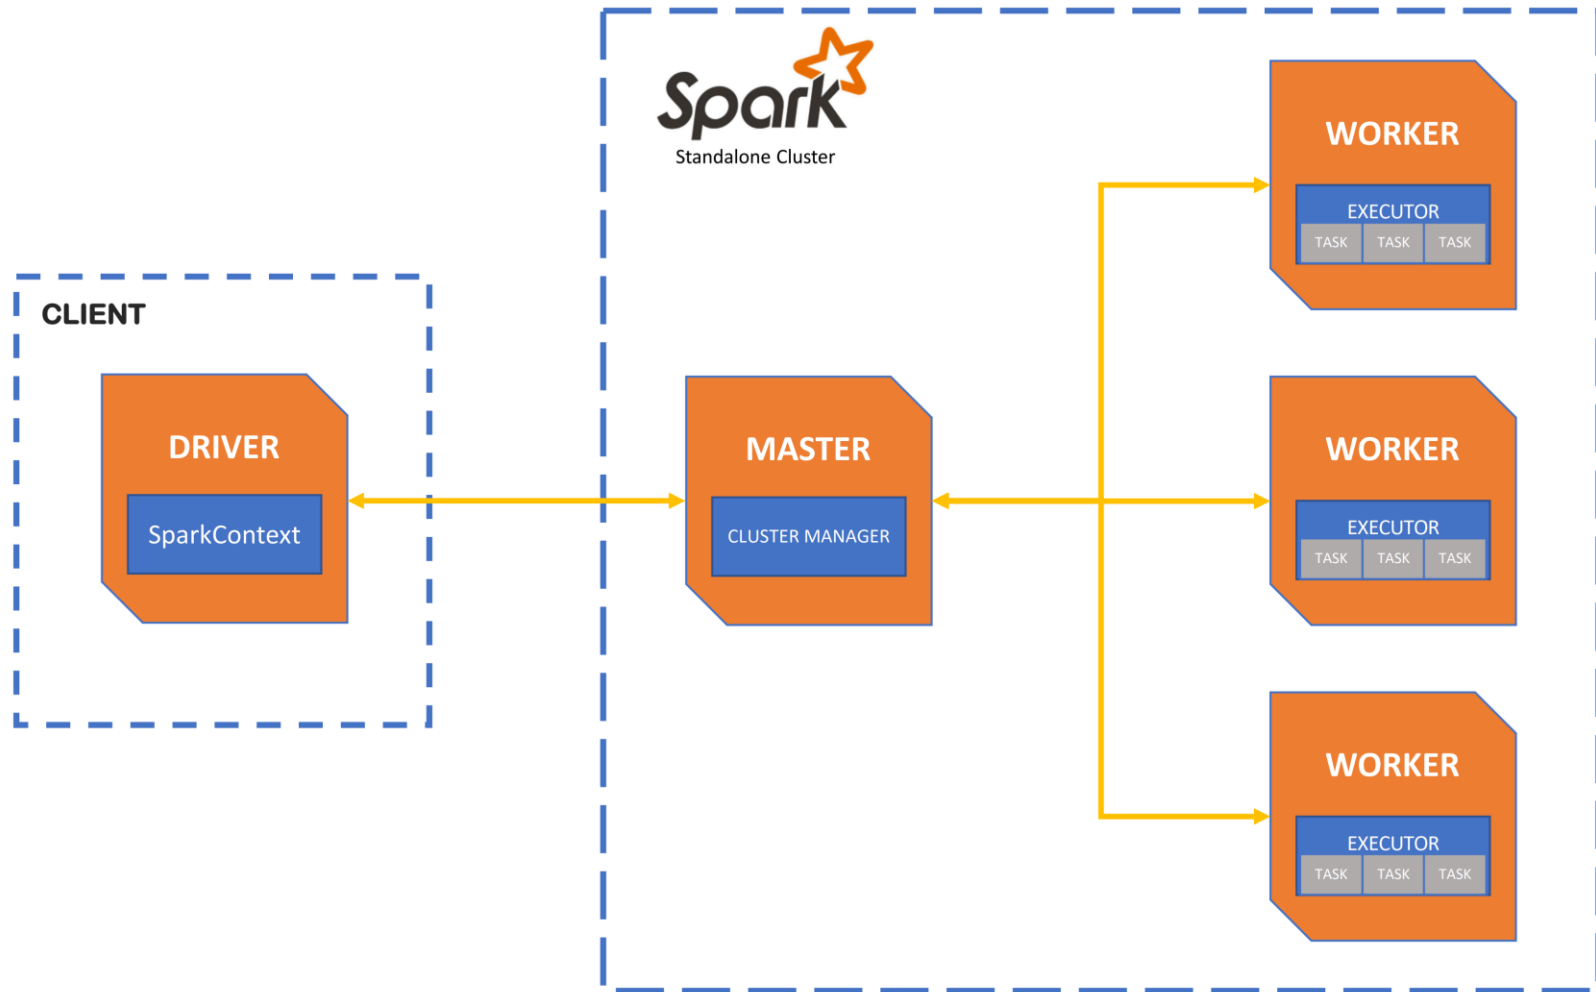 Spark
Standalone Cluster
CLIENT
DRIVER
SparkContext
MASTER
CLUSTER MANAGER
WORKER
EXECUTOR
TASK TASK TASK
WORKER
EXECUTOR
TASK TASK TASK
WORKER
EXECUTOR
TASK TASK TASK